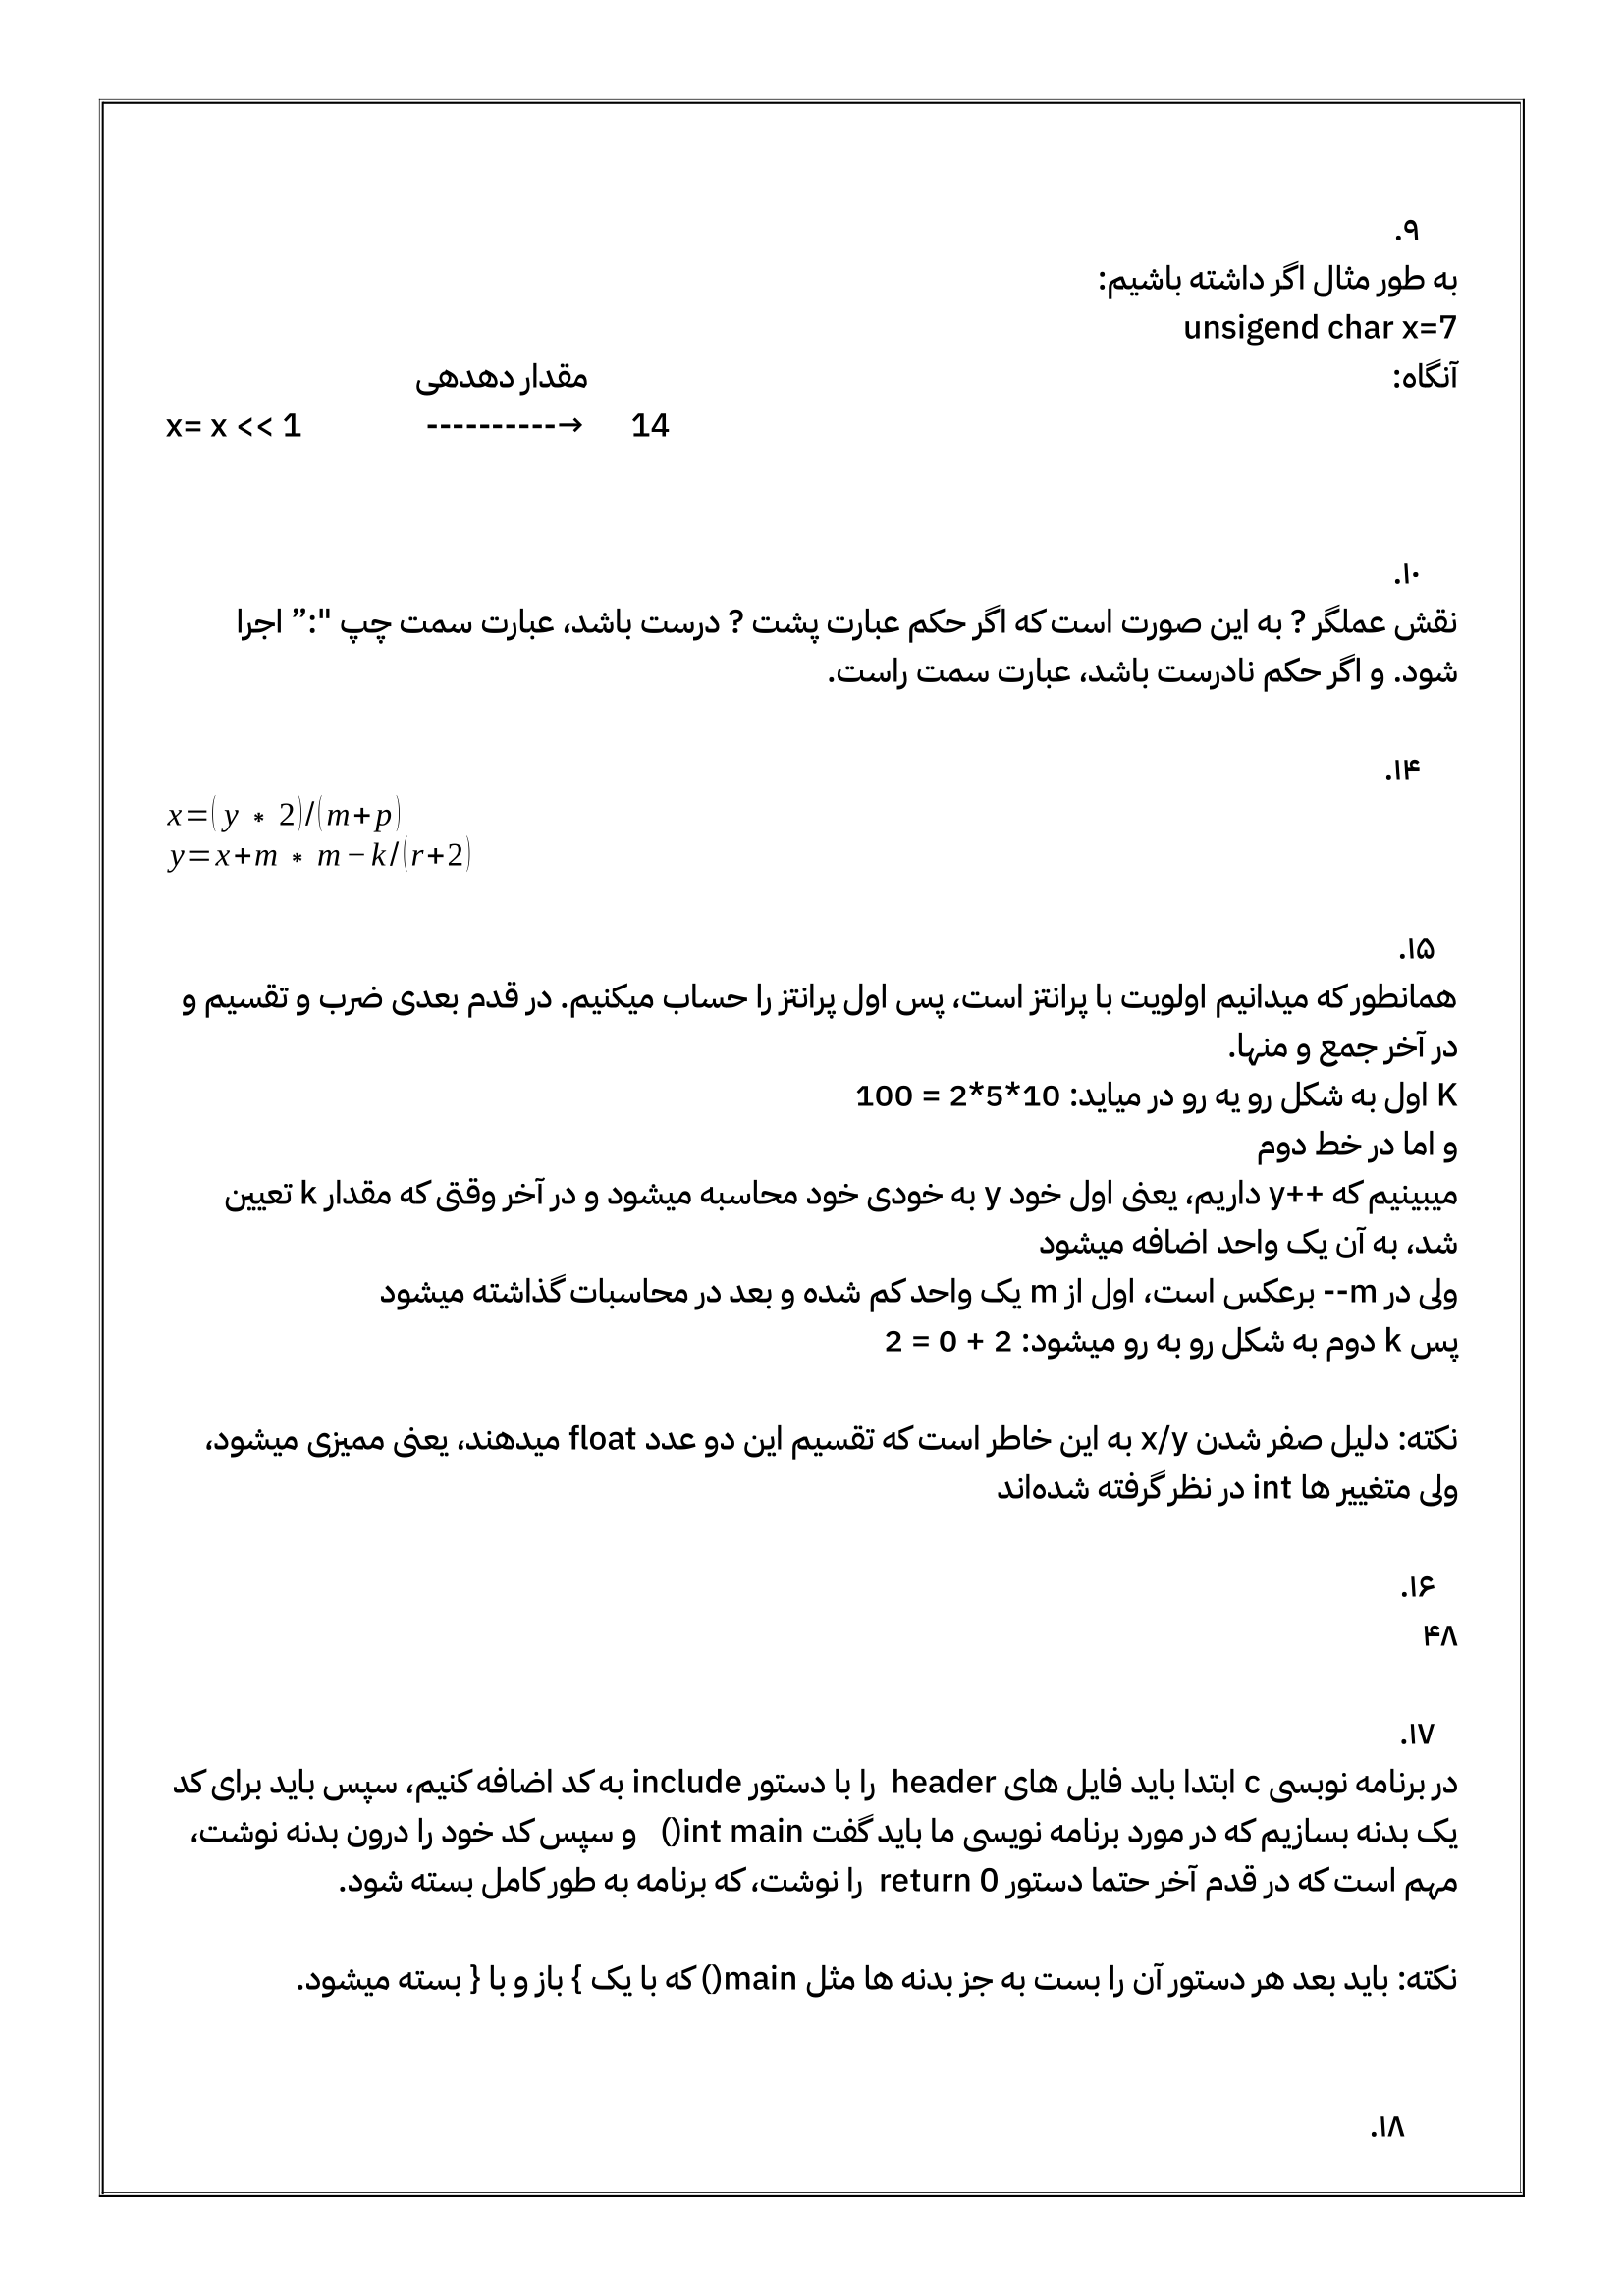 ۹.
به طور مثال اگر داشته باشیم:
unsigend char x=7
آنگاه: مقدار دهدهی
x= x << 1 ----------→ 14
۱۰.
نقش عملگر ? به این صورت است که اگر حکم عبارت پشت ? درست باشد، عبارت سمت چپ ":” اجرا
شود. و اگر حکم نادرست باشد، عبارت سمت راست.
۱۴.
x=(y * 2)/(m+p)
y=x+m * m−k/(r+2)
۱۵.
همانطور که میدانیم اولویت با پرانتز است، پس اول پرانتز را حساب میکنیم. در قدم بعدی ضرب و تقسیم و
در آخر جمع و منها.
K اول به شکل رو یه رو در میاید: 100 = 2*5*10
و اما در خط دوم
میبینیم که ++y داریم، یعنی اول خود y به خودی خود محاسبه میشود و در آخر وقتی که مقدار k تعیین
شد، به آن یک واحد اضافه میشود
ولی در m-- برعکس است، اول از m یک واحد کم شده و بعد در محاسبات گذاشته میشود
پس k دوم به شکل رو به رو میشود: 2 = 0 + 2
نکته: دلیل صفر شدن x/y به این خاطر است که تقسیم این دو عدد float میدهند، یعنی ممیزی میشود،
ولی متغییر ها int در نظر گرفته شده‌اند
۱۶.
۴۸
۱۷.
در برنامه نوبسی c ابتدا باید فایل های header را با دستور include به کد اضافه کنیم، سپس باید برای کد
یک بدنه بسازیم که در مورد برنامه نویسی ما باید گفت int main() و سپس کد خود را درون بدنه نوشت،
مهم است که در قدم آخر حتما دستور return 0 را نوشت، که برنامه به طور کامل بسته شود.
نکته: باید بعد هر دستور آن را بست به جز بدنه ها مثل main() که با یک { باز و با } بسته میشود.
۱۸.